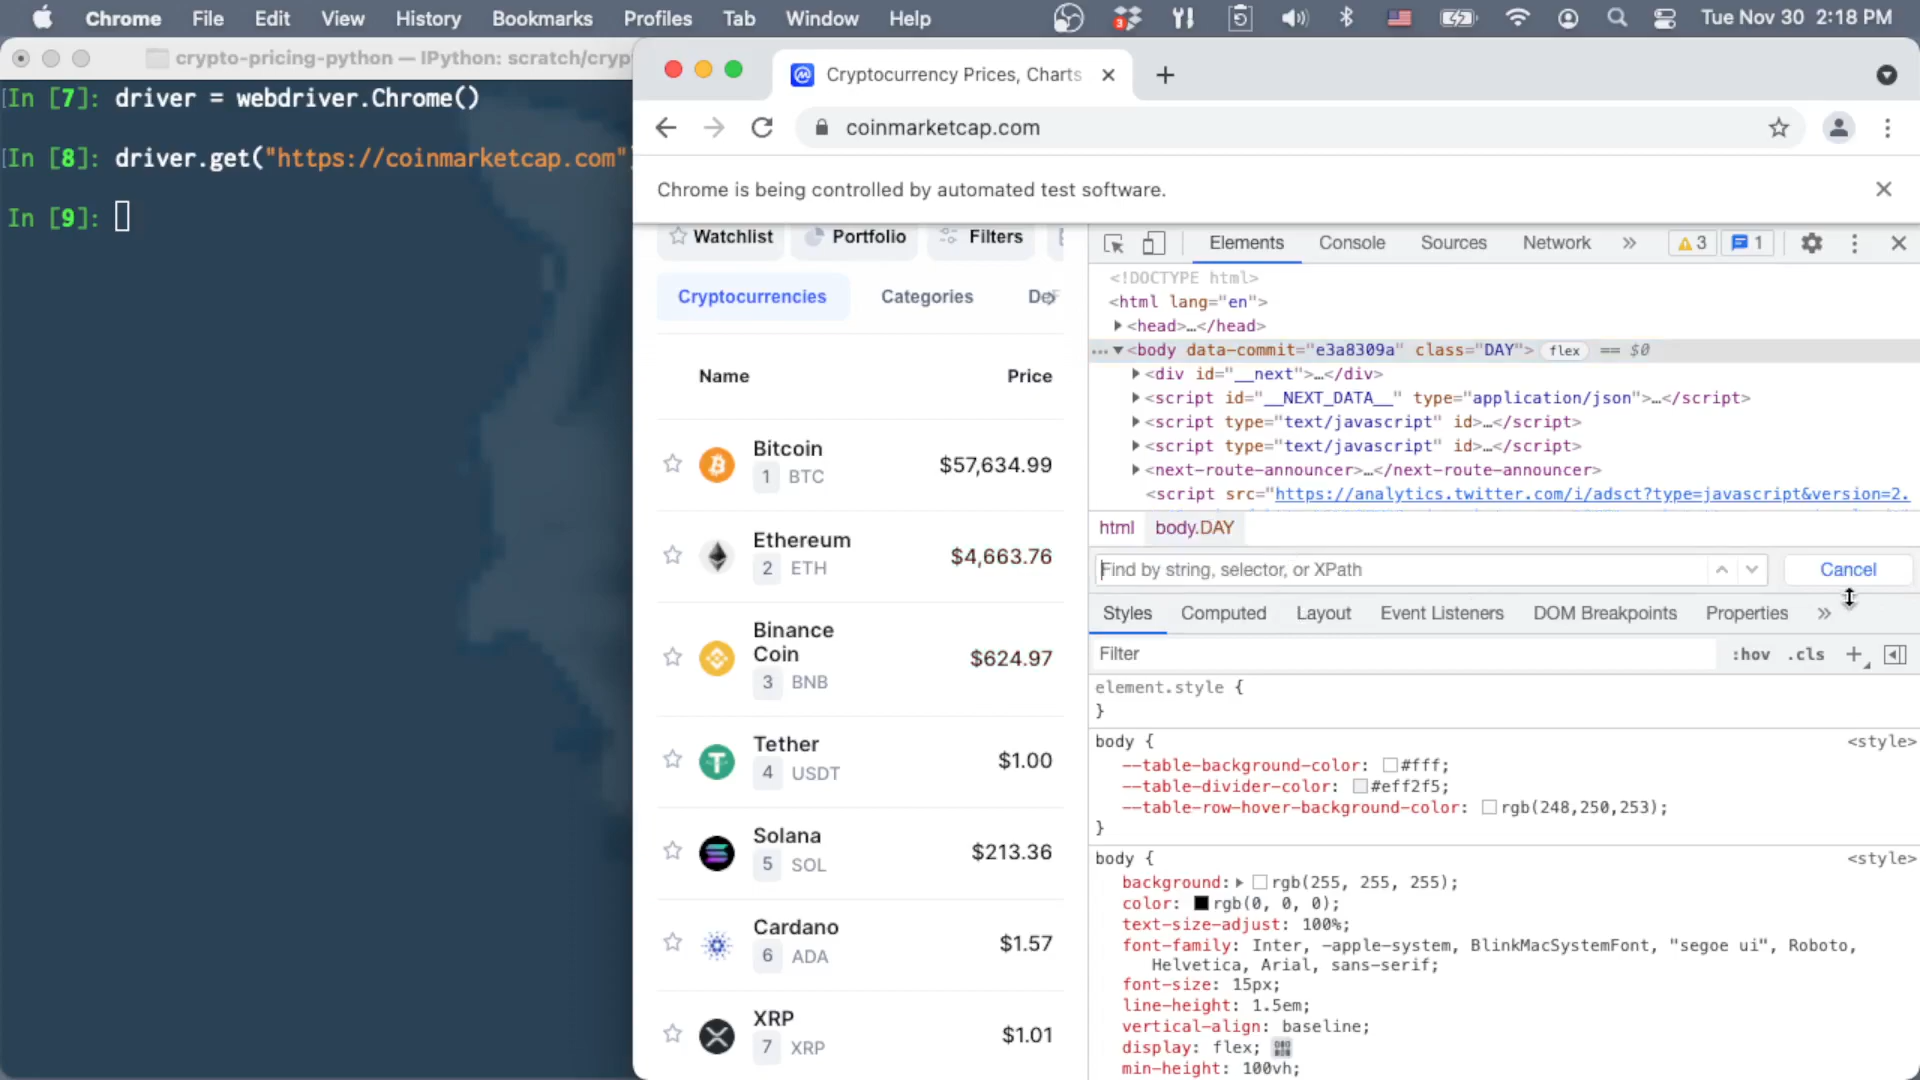 Chrome File Edit View History Bookmarks Profiles Tab Window Help 3 Tue Nov 30 2:18 PM
crypto-pricing-python — IPython: scratch/cryp
In [7]: driver = webdriver.Chrome()
In [8]: driver.get("https://coinmarketcap.com"
In [9]:
Cryptocurrency Prices, Charts
coinmarketcap.com
Chrome is being controlled by automated test software.
Watchlist Portfolio Filters
Cryptocurrencies Categories
Name Price
Bitcoin
1 BTC
$57,634.99
Ethereum
2 ETH
$4,663.76
Binance
Coin
3 BNB
$624.97
Tether
4 USDT
$1.00
Solana
5 SOL
$213.36
Cardano
6 ADA
$1.57
XRP
7 XRP
$1.01
Elements Console Sources Network » 3 1
<!DOCTYPE html>
<html lang="en">
<head>…</head>
<body data-commit="e3a8309a" class="DAY"> flex == $0
<div id="__next">…</div>
<script id="__NEXT_DATA__" type="application/json">…</script>
<script type="text/javascript" id>…</script>
<script type="text/javascript" id>…</script>
<next-route-announcer>…</next-route-announcer>
<script src="https://analytics.twitter.com/i/adsct?type=javascript&version=2.
html body.DAY
Find by string, selector, or XPath Cancel
Styles Computed Layout Event Listeners DOM Breakpoints Properties »
Filter :hov .cls +
element.style {
}
body { <style>
--table-background-color: #fff;
--table-divider-color: #eff2f5;
--table-row-hover-background-color: rgb(248,250,253);
}
body { <style>
background: rgb(255, 255, 255);
color: rgb(0, 0, 0);
text-size-adjust: 100%;
font-family: Inter, -apple-system, BlinkMacSystemFont, "segoe ui", Roboto,
Helvetica, Arial, sans-serif;
font-size: 15px;
line-height: 1.5em;
vertical-align: baseline;
display: flex;
min-height: 100vh;